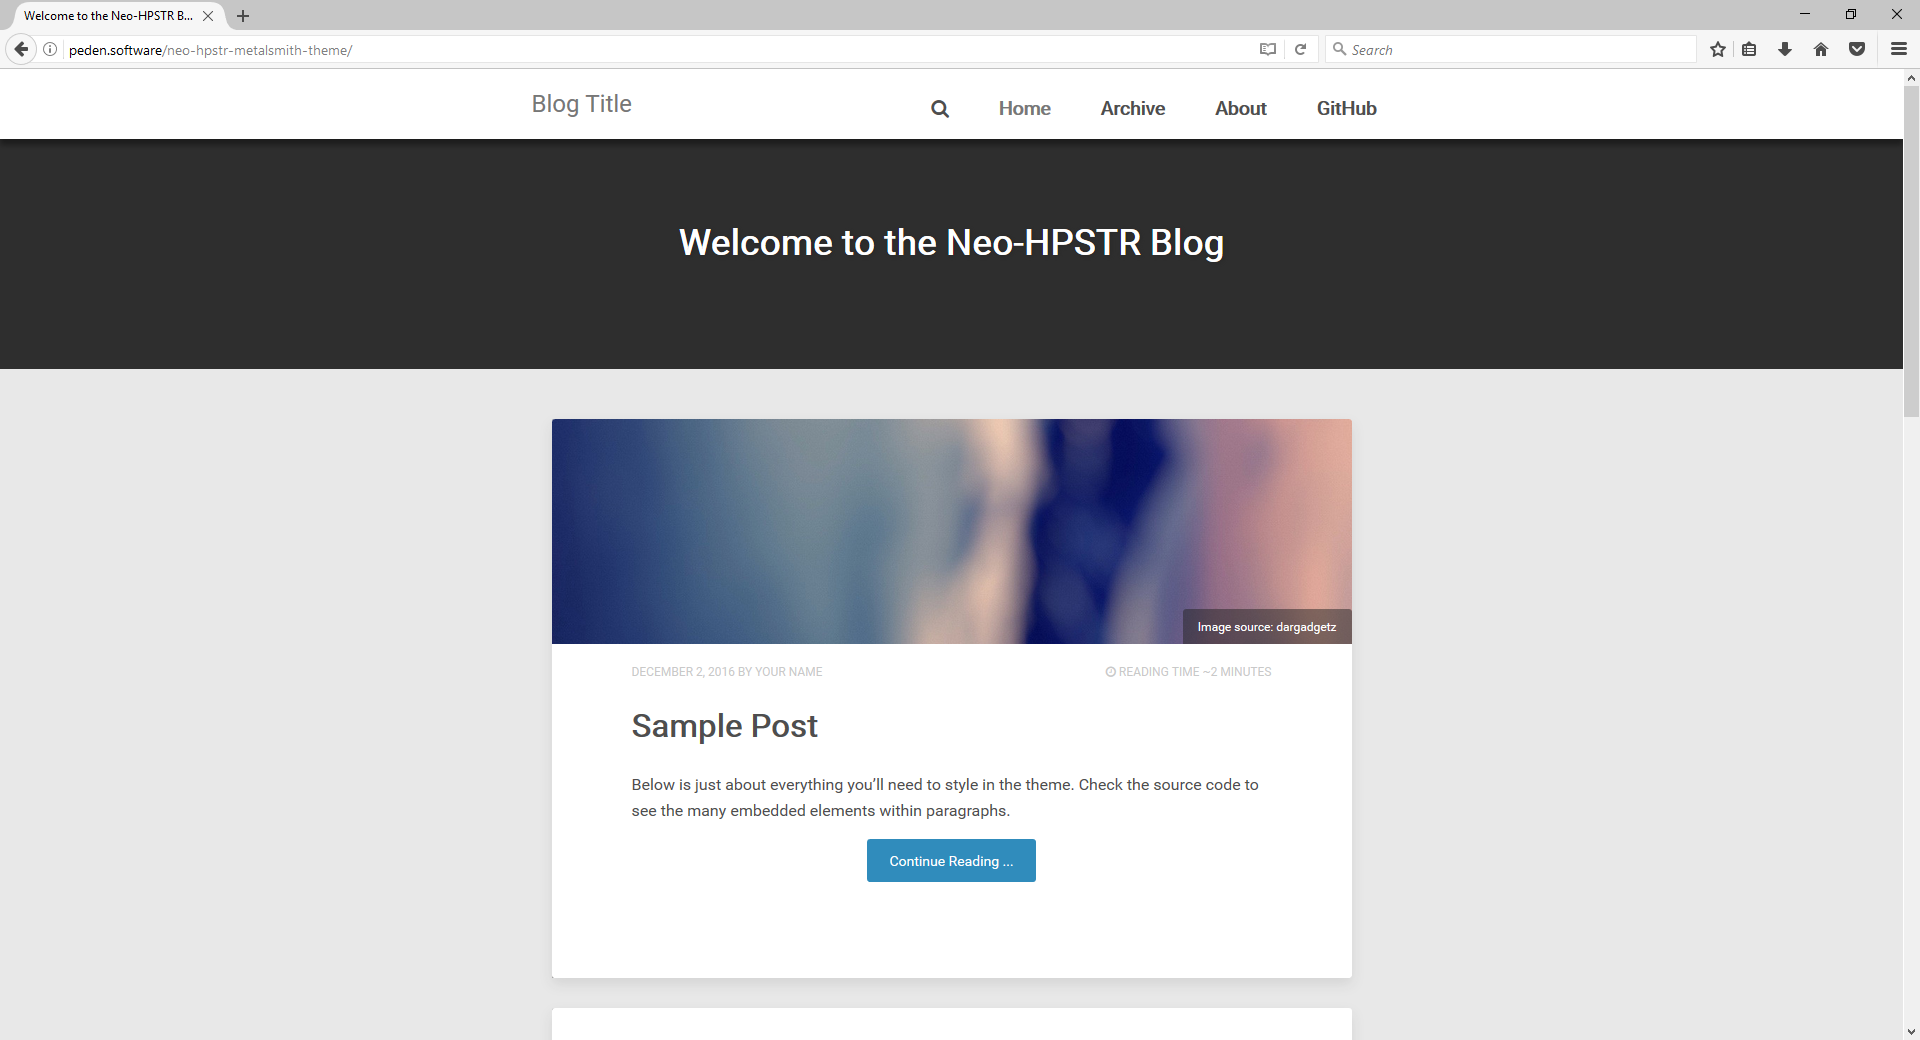 Welcome to the Neo-HPSTR B...
peden.software/neo-hpstr-metalsmith-theme/
Search
Blog Title
Home
Archive
About
GitHub
Welcome to the Neo-HPSTR Blog
Image source: dargadgetz
DECEMBER 2, 2016 BY YOUR NAME
READING TIME ~2 MINUTES
Sample Post
Below is just about everything you’ll need to style in the theme. Check the source code to
see the many embedded elements within paragraphs.
Continue Reading ...